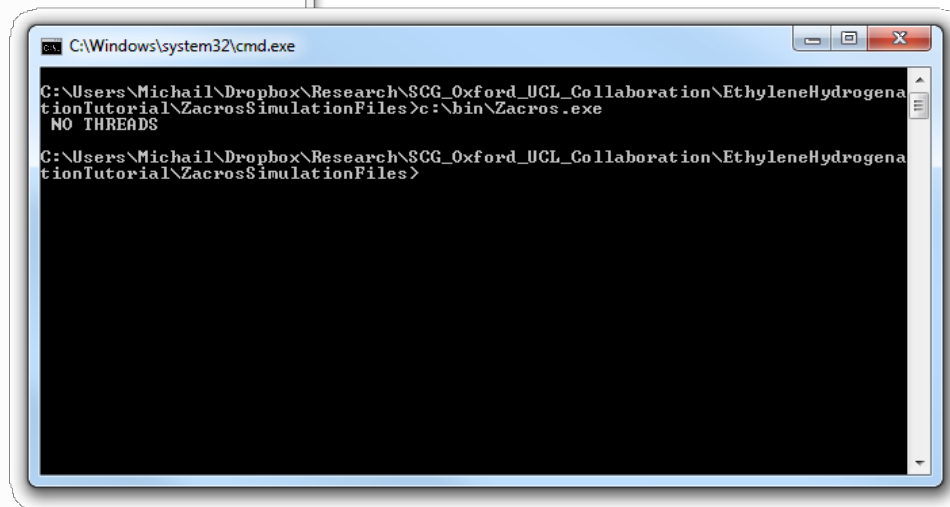 C:\Windows\system32\cmd.exe
C:\Users\Michail\Dropbox\Research\SCG_Oxford_UCL_Collaboration\EthyleneHydrogena
tionTutorial\ZacrosSimulationFiles>c:\bin\Zacros.exe
NO THREADS
C:\Users\Michail\Dropbox\Research\SCG_Oxford_UCL_Collaboration\EthyleneHydrogena
tionTutorial\ZacrosSimulationFiles>